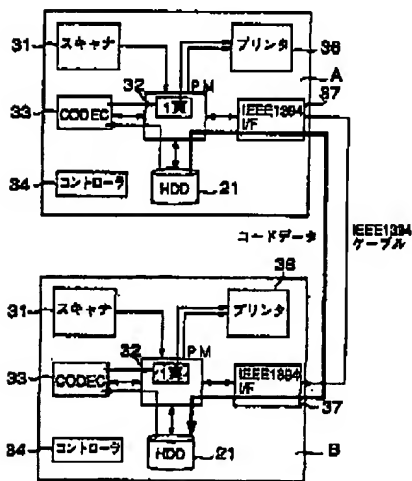 31
スキャナ
プリンタ
36
A
32
PM
1頁
33
CODEC
IEEE1394
I/F
37
34
コントローラ
HDD
21
コードデータ
IEEE1394
ケーブル
36
31
スキャナ
プリンタ
32
PM
1頁
33
CODEC
IEEE1394
I/F
37
34
コントローラ
HDD
21
B